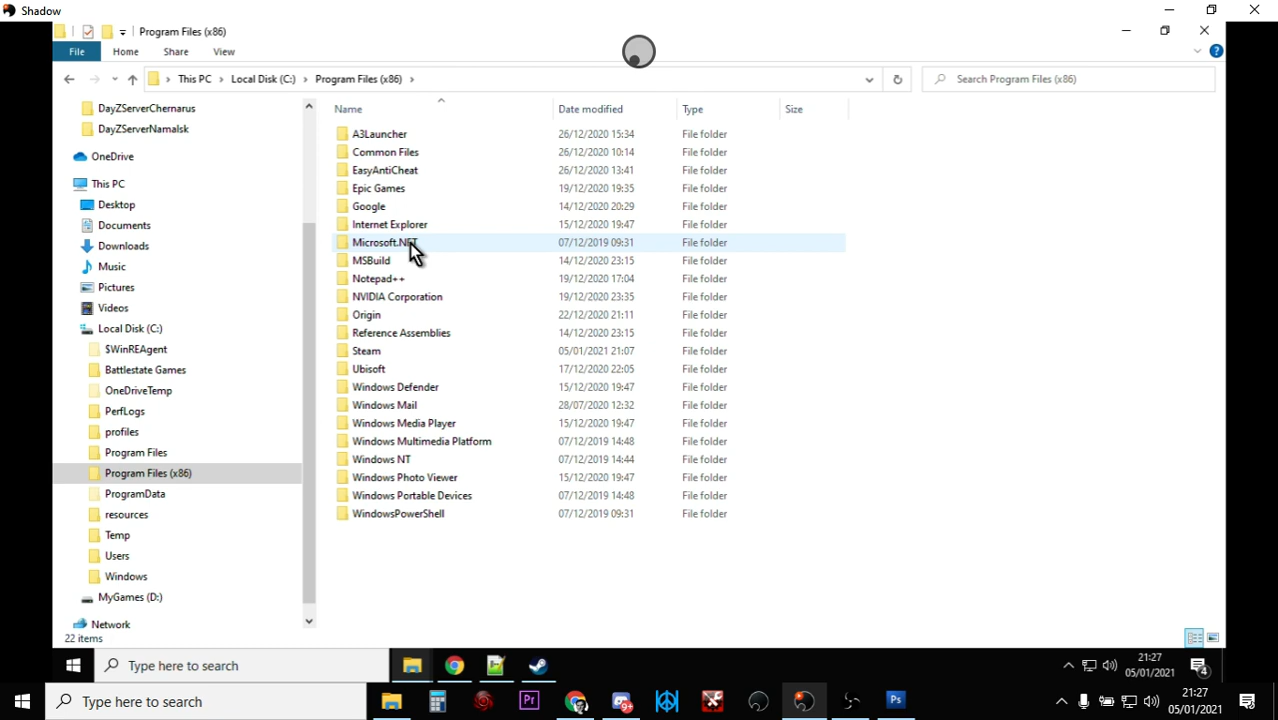 Shadow
Program Files (x86)
File Home Share View
This PC Local Disk (C:) Program Files (x86)
Search Program Files (x86)
DayZServerChernarus
DayZServerNamalsk
OneDrive
This PC
Desktop
Documents
Downloads
Music
Pictures
Videos
Local Disk (C:)
$WinREAgent
Battlestate Games
OneDriveTemp
PerfLogs
profiles
Program Files
Program Files (x86)
ProgramData
resources
Temp
Users
Windows
MyGames (D:)
Network
22 items
Name Date modified Type Size
A3Launcher 26/12/2020 15:34 File folder
Common Files 26/12/2020 10:14 File folder
EasyAntiCheat 26/12/2020 13:41 File folder
Epic Games 19/12/2020 19:35 File folder
Google 14/12/2020 20:29 File folder
Internet Explorer 15/12/2020 19:47 File folder
Microsoft.NET 07/12/2019 09:31 File folder
MSBuild 14/12/2020 23:15 File folder
Notepad++ 19/12/2020 17:04 File folder
NVIDIA Corporation 19/12/2020 23:35 File folder
Origin 22/12/2020 21:11 File folder
Reference Assemblies 14/12/2020 23:15 File folder
Steam 05/01/2021 21:07 File folder
Ubisoft 17/12/2020 22:05 File folder
Windows Defender 15/12/2020 19:47 File folder
Windows Mail 28/07/2020 12:32 File folder
Windows Media Player 15/12/2020 19:47 File folder
Windows Multimedia Platform 07/12/2019 14:48 File folder
Windows NT 07/12/2019 14:44 File folder
Windows Photo Viewer 15/12/2020 19:47 File folder
Windows Portable Devices 07/12/2019 14:48 File folder
WindowsPowerShell 07/12/2019 09:31 File folder
Type here to search
21:27
05/01/2021
4
Type here to search
Pr
9+
Ps
21:27
05/01/2021